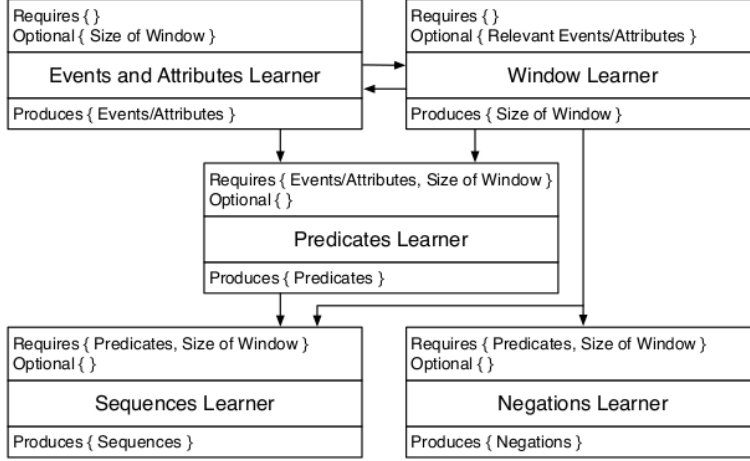 Requires { }
Optional { Size of Window }
Events and Attributes Learner
Produces { Events/Attributes }
Requires { }
Optional { Relevant Events/Attributes }
Window Learner
Produces { Size of Window }
Requires { Events/Attributes, Size of Window }
Optional { }
Predicates Learner
Produces { Predicates }
Requires { Predicates, Size of Window }
Optional { }
Sequences Learner
Produces { Sequences }
Requires { Predicates, Size of Window }
Optional { }
Negations Learner
Produces { Negations }